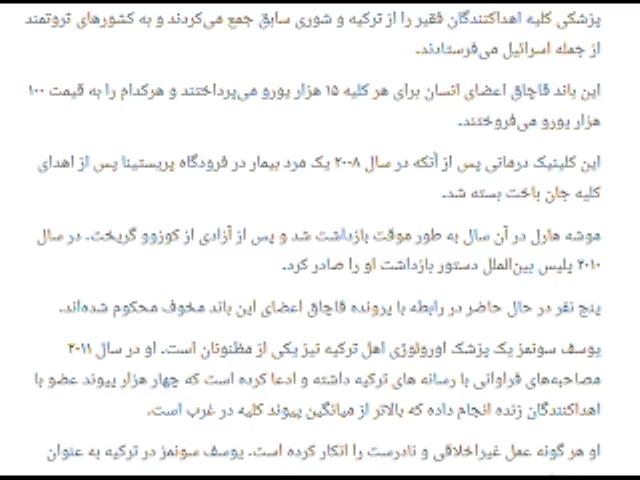 پزشکی کلیه اهداکنندگان فقیر را از ترکیه و شوری سابق جمع می‌کردند و به کشورهای ثروتمند
از جمله اسرائیل می‌فرستادند.
این باند قاچاق اعضای انسان برای هر کلیه ۱۵ هزار یورو می‌پرداختند و هرکدام را به قیمت ۱۰۰
هزار یورو می‌فروختند.
این کلینیک درمانی پس از آنکه در سال ۲۰۰۸ یک مرد بیمار در فرودگاه پریستینا پس از اهدای
کلیه جان باخت بسته شد.
موشه هارل در آن سال به طور موقت بازداشت شد و پس از آزادی از کوزوو گریخت. در سال
۲۰۱۰ پلیس بین‌الملل دستور بازداشت او را صادر کرد.
پنج نفر در حال حاضر در رابطه با پرونده قاچاق اعضای این باند مخوف محکوم شده‌اند.
یوسف سونمز یک پزشک اورولوژی اهل ترکیه نیز یکی از مظنونان است. او در سال ۲۰۱۱
مصاحبه‌های فراوانی با رسانه های ترکیه داشته و ادعا کرده است که چهار هزار پیوند عضو با
اهداکنندگان زنده انجام داده که بالاتر از میانگین پیوند کلیه در غرب است.
او هر گونه عمل غیراخلاقی و نادرست را انکار کرده است. یوسف سونمز در ترکیه به عنوان